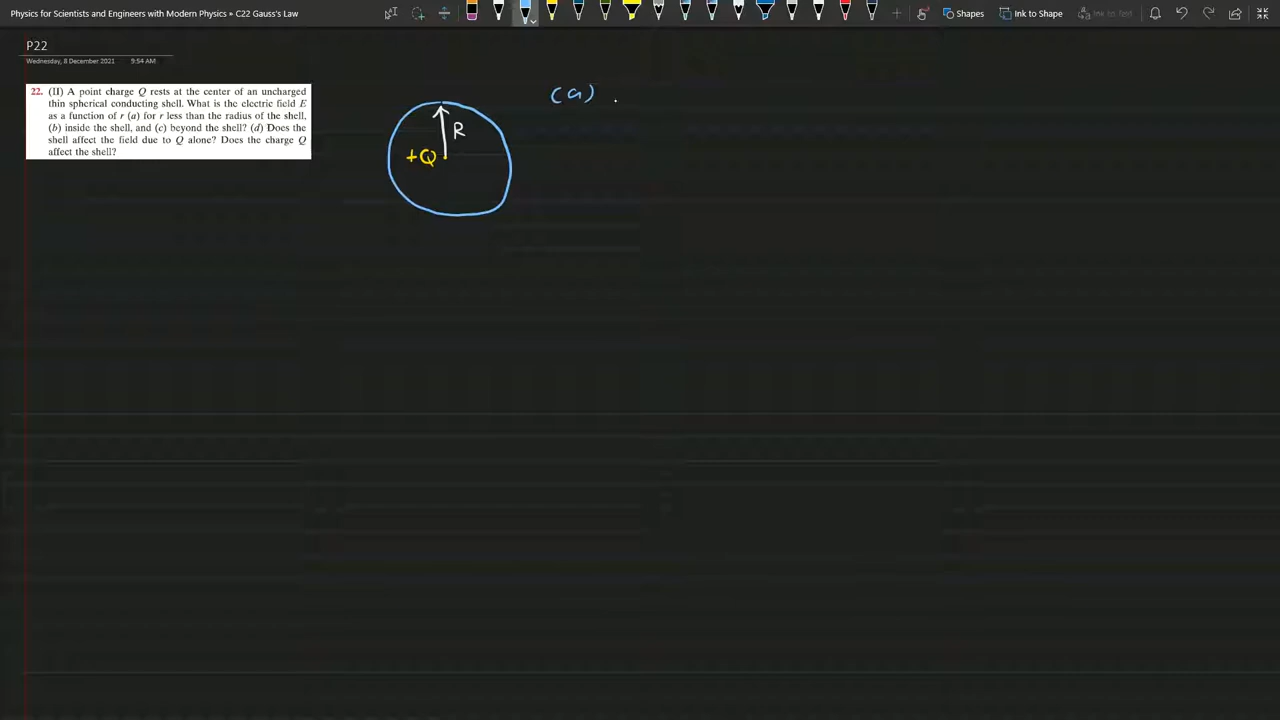 Physics for Scientists and Engineers with Modern Physics » C22 Gauss's Law
Shapes
Ink to Shape
Ink to Text
P22
Wednesday, 8 December 2021 9:54 AM
22. (II) A point charge Q rests at the center of an uncharged
thin spherical conducting shell. What is the electric field E
as a function of r (a) for r less than the radius of the shell,
(b) inside the shell, and (c) beyond the shell? (d) Does the
shell affect the field due to Q alone? Does the charge Q
affect the shell?
(a)
R
+Q